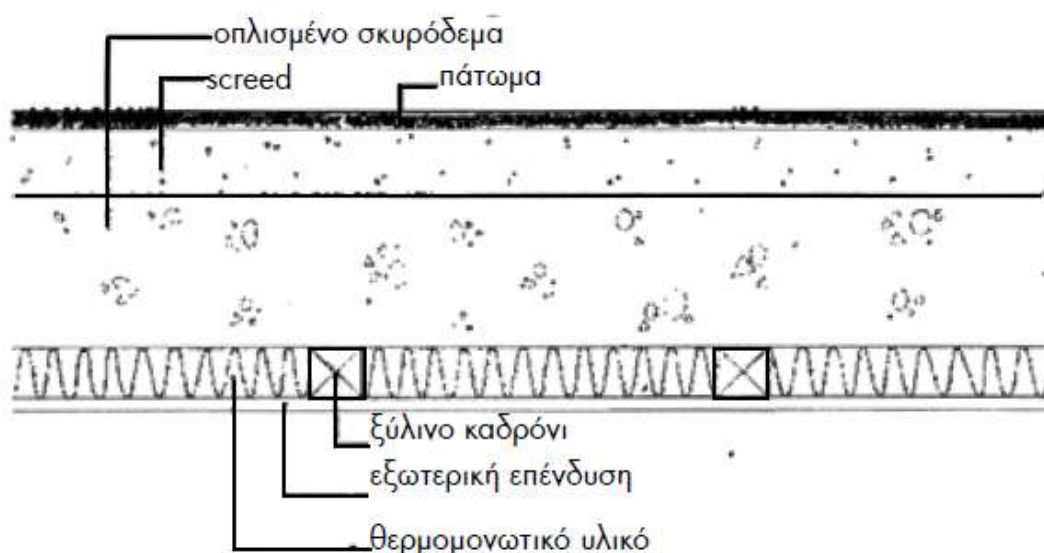 οπλισμένο σκυρόδεμα
screed
πάτωμα
ξύλινο καδρόνι
εξωτερική επένδυση
θερμομονωτικό υλικό